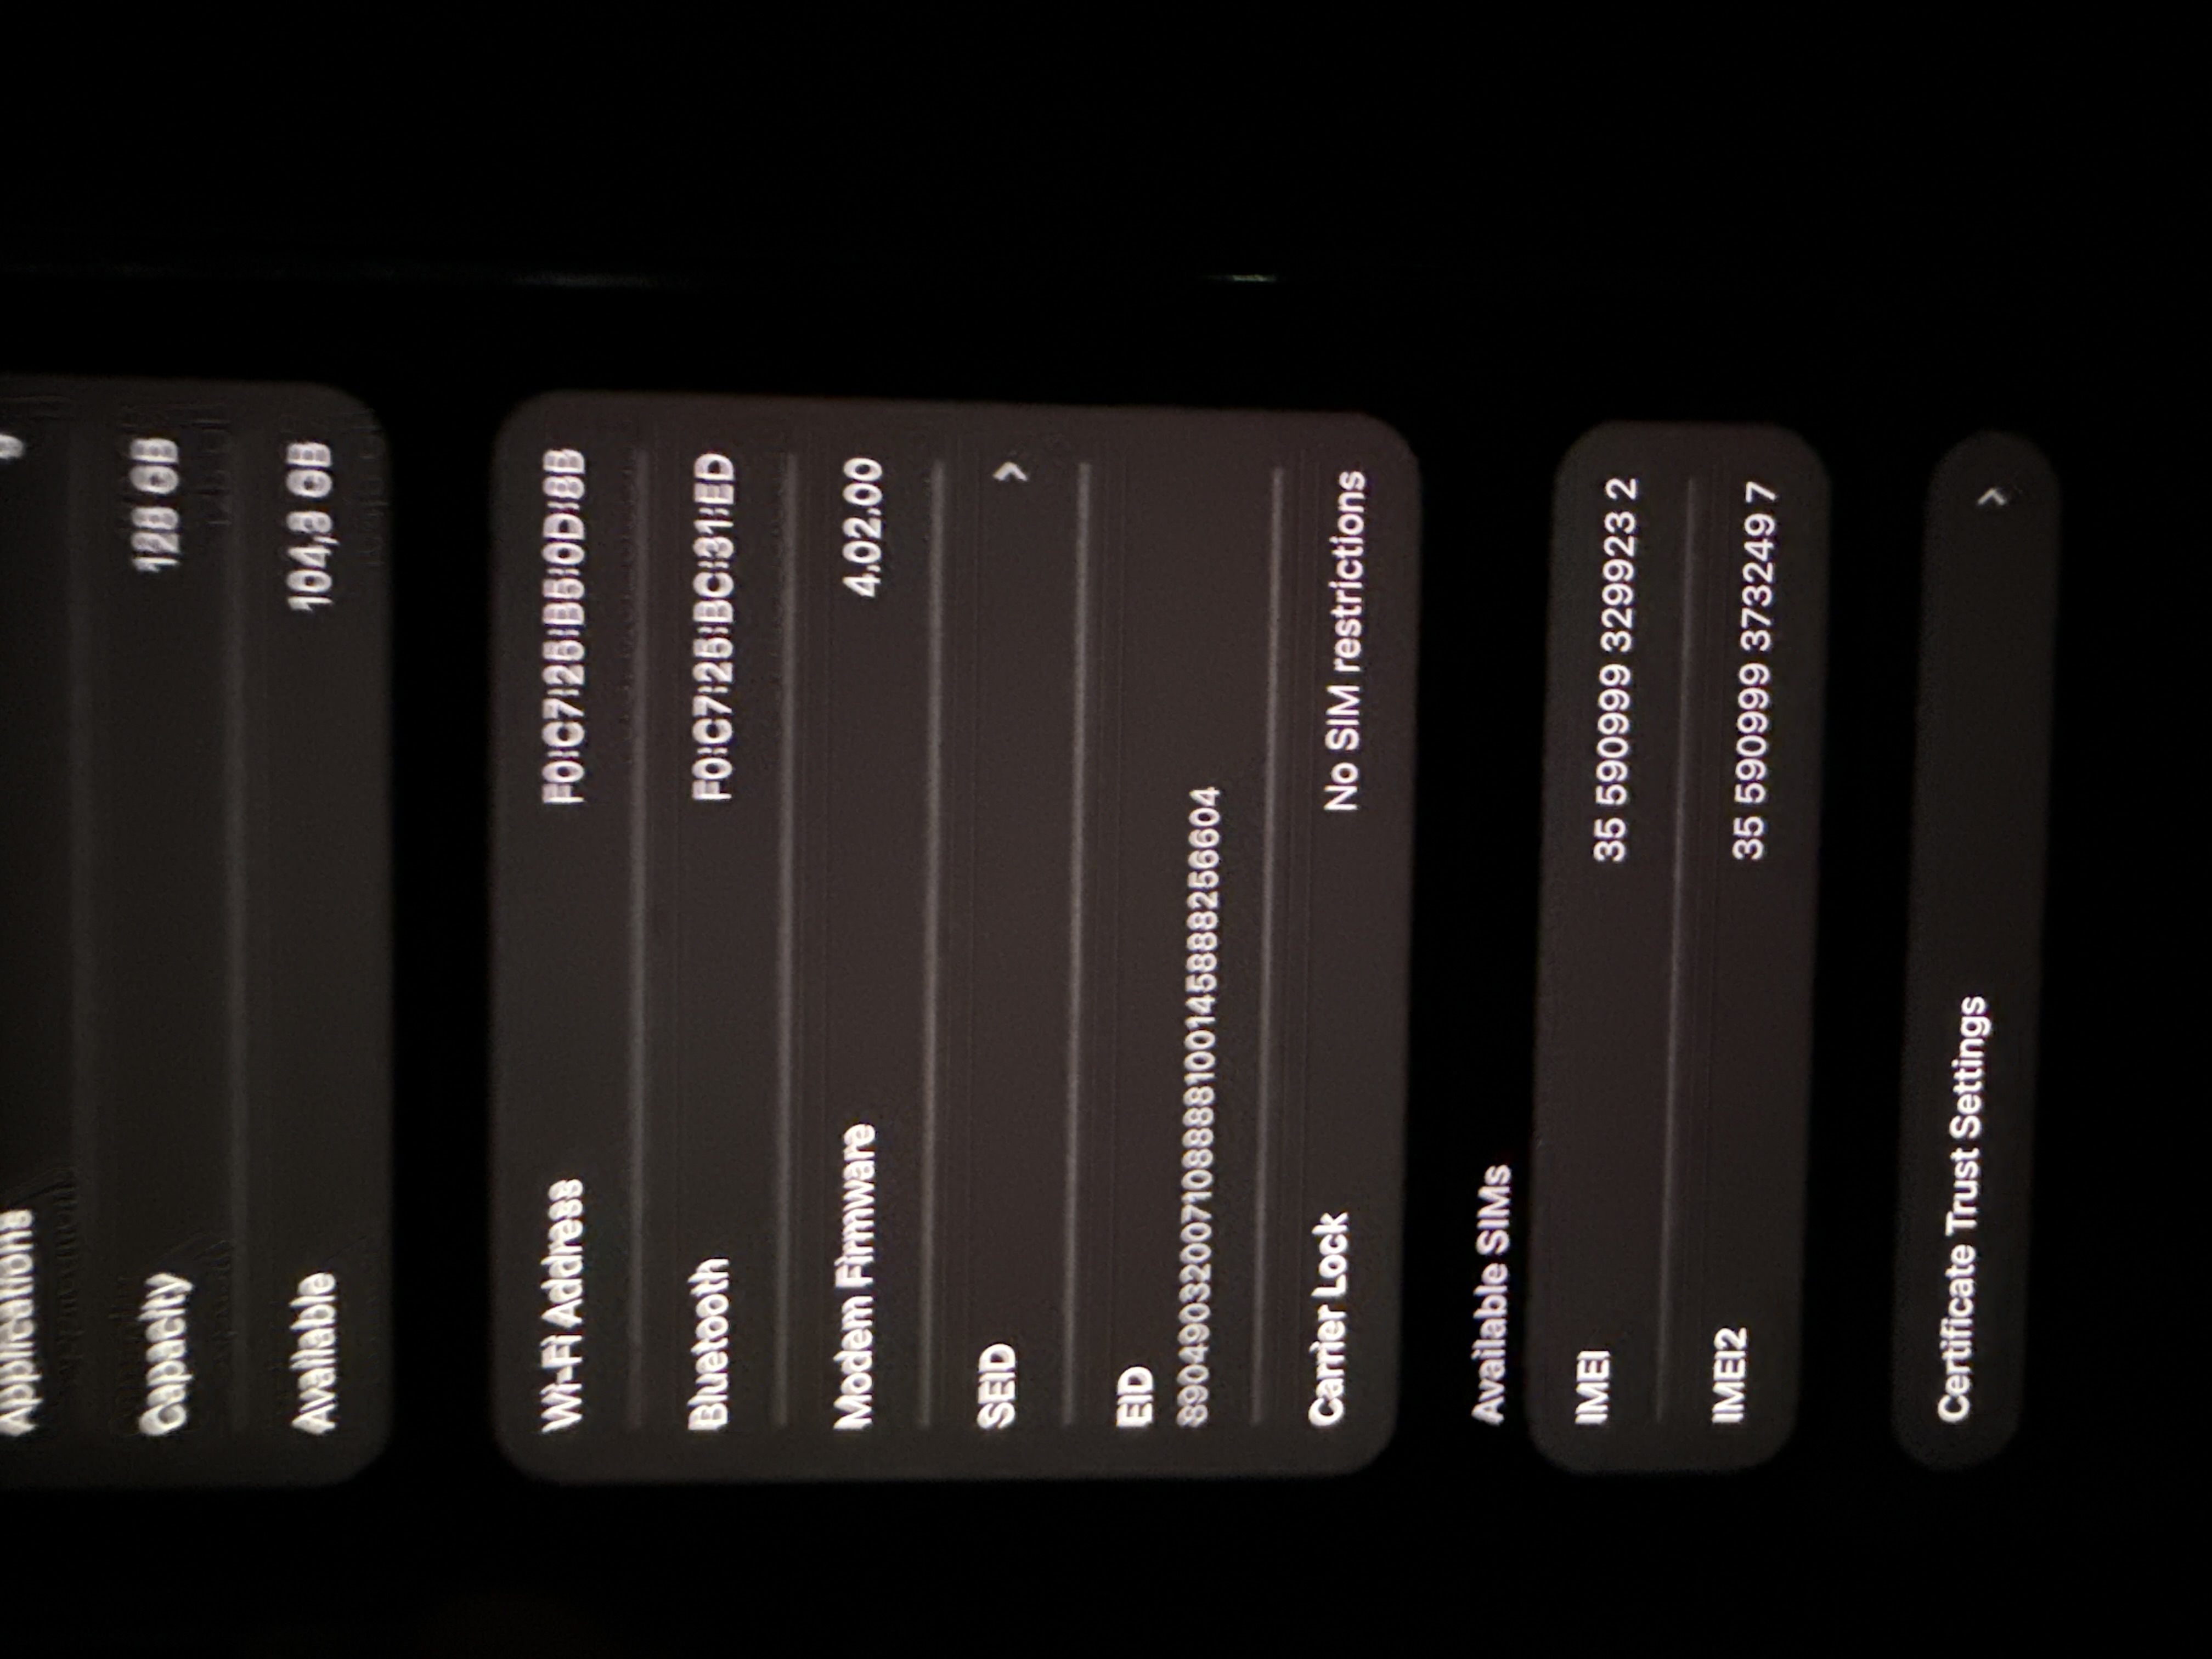 Applications
Capacity 128 GB
Available 104,3 GB
Wi-Fi Address F0:C7:25:B5:0D:8B
Bluetooth F0:C7:25:BC:31:ED
Modem Firmware 4.02.00
SEID
EID
89049032007108888100145888256604
Carrier Lock No SIM restrictions
Available SIMs
IMEI 35 590999 329923 2
IMEI2 35 590999 373249 7
Certificate Trust Settings